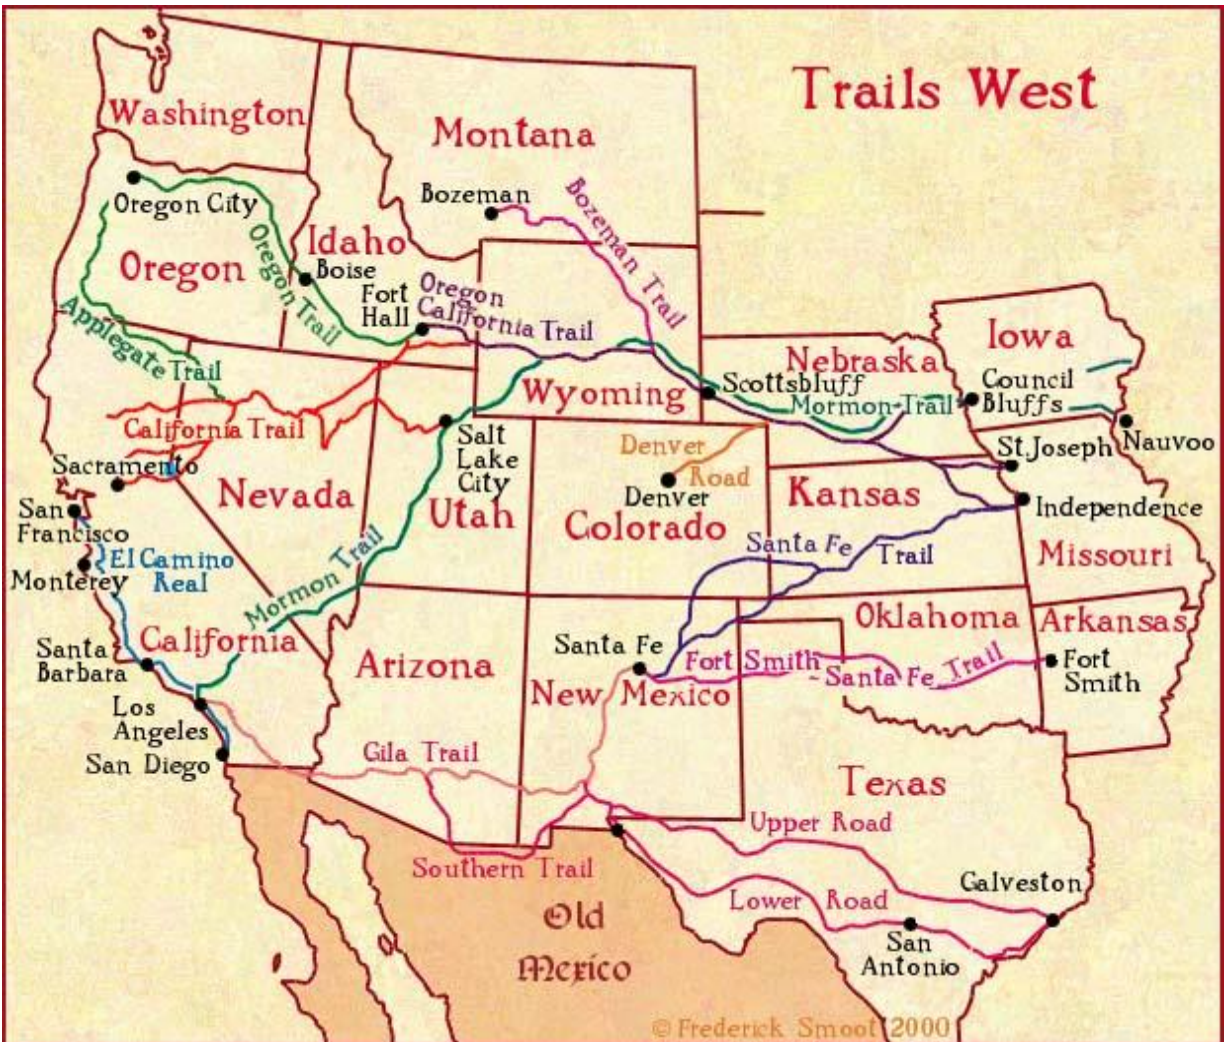 Trails West
Washington
Montana
Oregon City
Bozeman
Bozeman Trail
Oregon
Idaho
Oregon Trail
Boise
Fort
Hall
Oregon
California Trail
Applegate Trail
Iowa
Nebraska
Wyoming
Scottsbluff
Mormon Trail
Council
Bluffs
Nauvoo
California Trail
Salt
Lake
City
Denver
Road
Denver
St. Joseph
Sacramento
Nevada
Utah
Colorado
Kansas
Independence
San
Francisco
El Camino
Real
Monterey
Mormon Trail
Santa Fe
Trail
Missouri
California
Santa
Barbara
Arizona
Santa Fe
New Mexico
Oklahoma
Arkansas
Fort Smith
-Santa Fe Trail
Fort
Smith
Los
Angeles
San Diego
Gila Trail
Texas
Upper Road
Southern Trail
Lower Road
Galveston
San
Antonio
Old
Mexico
© Frederick Smoot 2000